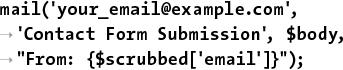 mail('your_email@example.com',
→ 'Contact Form Submission', $body,
→ "From: {$scrubbed['email']}");